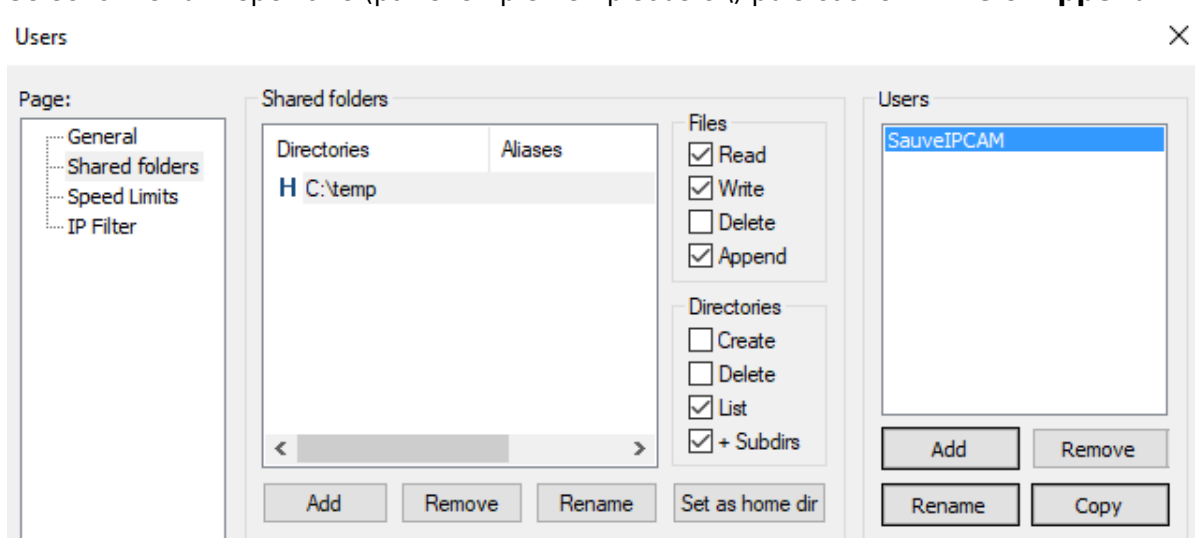 Users
Page:
General
Shared folders
Speed Limits
IP Filter
Shared folders
Directories Aliases
H C:\temp
Files
Read
Write
Delete
Append
Directories
Create
Delete
List
+ Subdirs
Add Remove Rename Set as home dir
Users
SauveIPCAM
Add Remove
Rename Copy